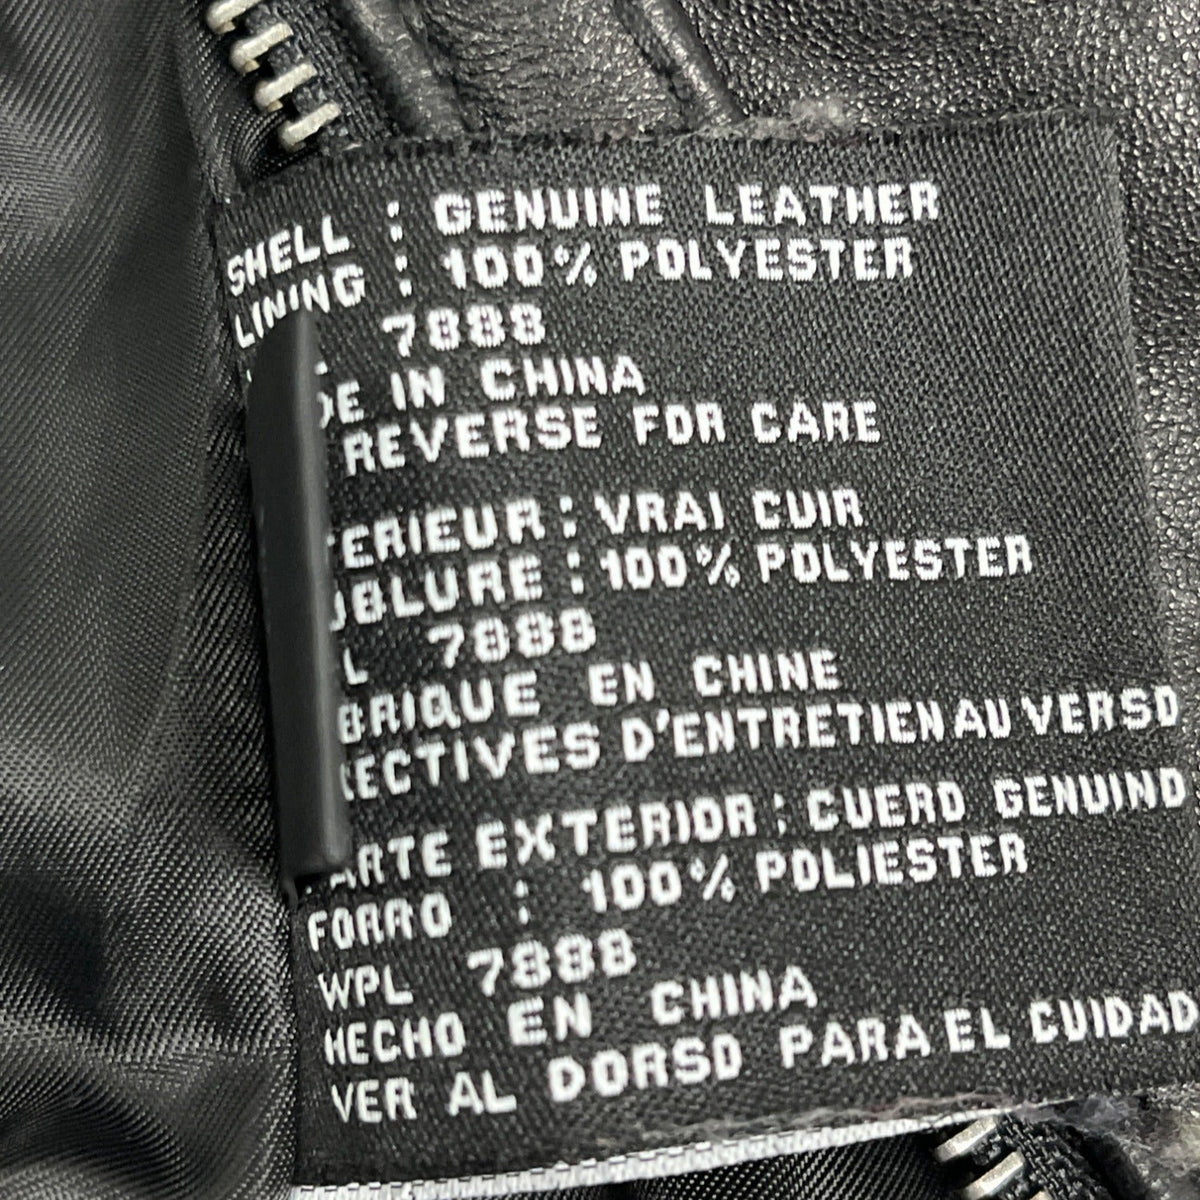 SHELL : GENUINE LEATHER
LINING : 100% POLYESTER
7888
DE IN CHINA
REVERSE FOR CARE
ERIEUR : VRAI CUIR
UBLURE : 100% POLYESTER
L 7888
BRIQUE EN CHINE
RECTIVES D'ENTRETIEN AU VERSO
ARTE EXTERIOR : CUERO GENUINO
FORRO : 100% POLIESTER
WPL 7888
HECHO EN CHINA
VER AL DORSO PARA EL CUIDAD